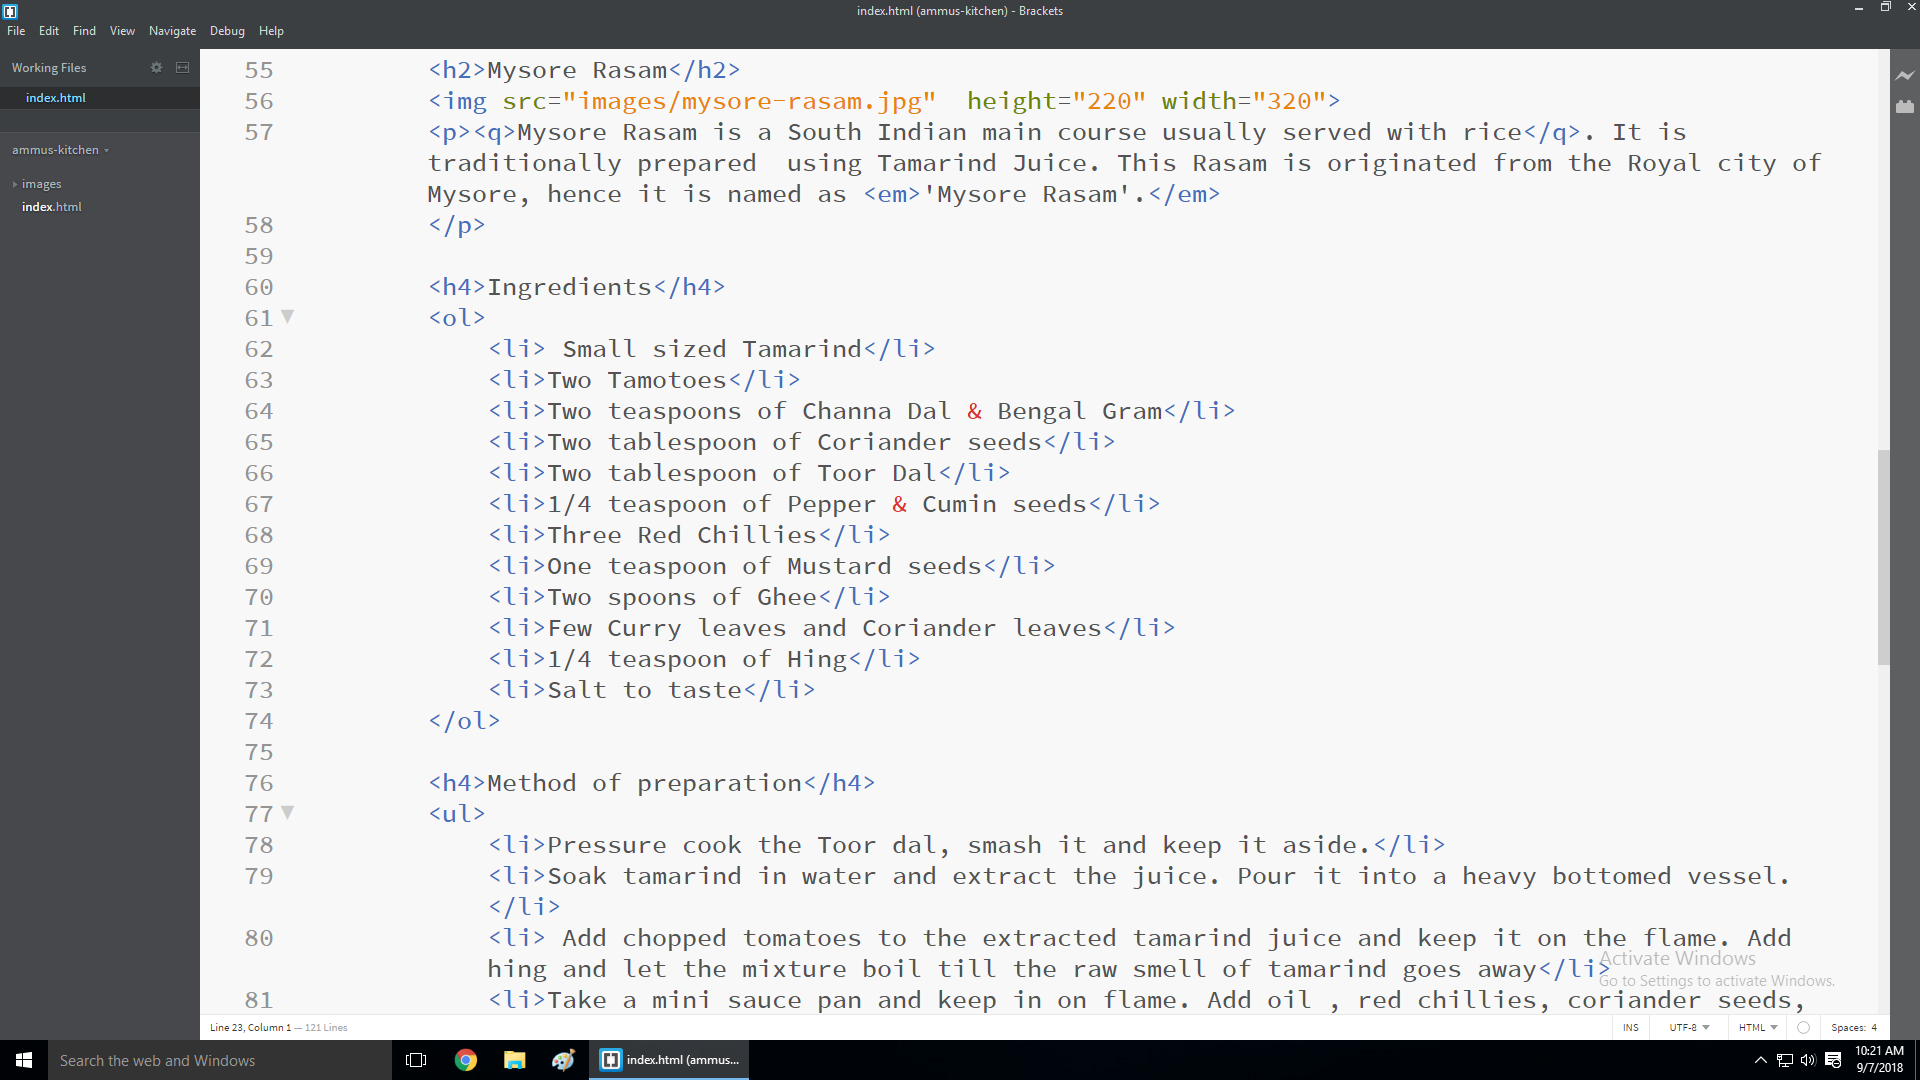 index.html (ammus-kitchen) - Brackets
File Edit Find View Navigate Debug Help
Working Files
index.html
ammus-kitchen
images
index.html
55 <h2>Mysore Rasam</h2>
56 <img src="images/mysore-rasam.jpg"  height="220" width="320">
57 <p><q>Mysore Rasam is a South Indian main course usually served with rice</q>. It is
traditionally prepared  using Tamarind Juice. This Rasam is originated from the Royal city of
Mysore, hence it is named as <em>'Mysore Rasam'.</em>
58 </p>
59
60 <h4>Ingredients</h4>
61 <ol>
62 <li> Small sized Tamarind</li>
63 <li>Two Tamotoes</li>
64 <li>Two teaspoons of Channa Dal & Bengal Gram</li>
65 <li>Two tablespoon of Coriander seeds</li>
66 <li>Two tablespoon of Toor Dal</li>
67 <li>1/4 teaspoon of Pepper & Cumin seeds</li>
68 <li>Three Red Chillies</li>
69 <li>One teaspoon of Mustard seeds</li>
70 <li>Two spoons of Ghee</li>
71 <li>Few Curry leaves and Coriander leaves</li>
72 <li>1/4 teaspoon of Hing</li>
73 <li>Salt to taste</li>
74 </ol>
75
76 <h4>Method of preparation</h4>
77 <ul>
78 <li>Pressure cook the Toor dal, smash it and keep it aside.</li>
79 <li>Soak tamarind in water and extract the juice. Pour it into a heavy bottomed vessel.
</li>
80 <li> Add chopped tomatoes to the extracted tamarind juice and keep it on the flame. Add
hing and let the mixture boil till the raw smell of tamarind goes away</li>
81 <li>Take a mini sauce pan and keep in on flame. Add oil , red chillies, coriander seeds,
Activate Windows
Go to Settings to activate Windows.
Line 23, Column 1 — 121 Lines
INS UTF-8 HTML Spaces: 4
Search the web and Windows
index.html (ammus...
10:21 AM
9/7/2018